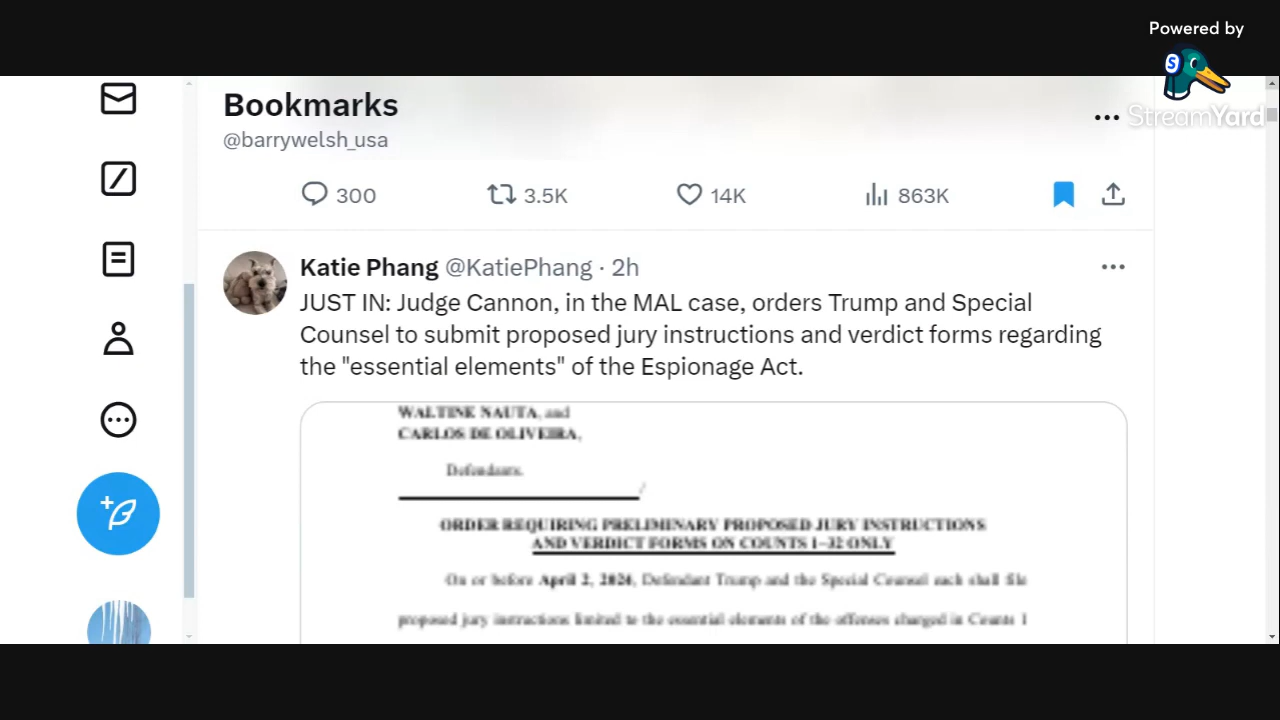 Powered by
StreamYard
Bookmarks
@barrywelsh_usa
300 3.5K 14K 863K
Katie Phang @KatiePhang · 2h
JUST IN: Judge Cannon, in the MAL case, orders Trump and Special
Counsel to submit proposed jury instructions and verdict forms regarding
the "essential elements" of the Espionage Act.
WALTINE NAUTA, and
CARLOS DE OLIVEIRA,
Defendants.
/
ORDER REQUIRING PRELIMINARY PROPOSED JURY INSTRUCTIONS
AND VERDICT FORMS ON COUNTS 1–32 ONLY
On or before April 2, 2024, Defendant Trump and the Special Counsel each shall file
proposed jury instructions limited to the essential elements of the offenses charged in Counts 1